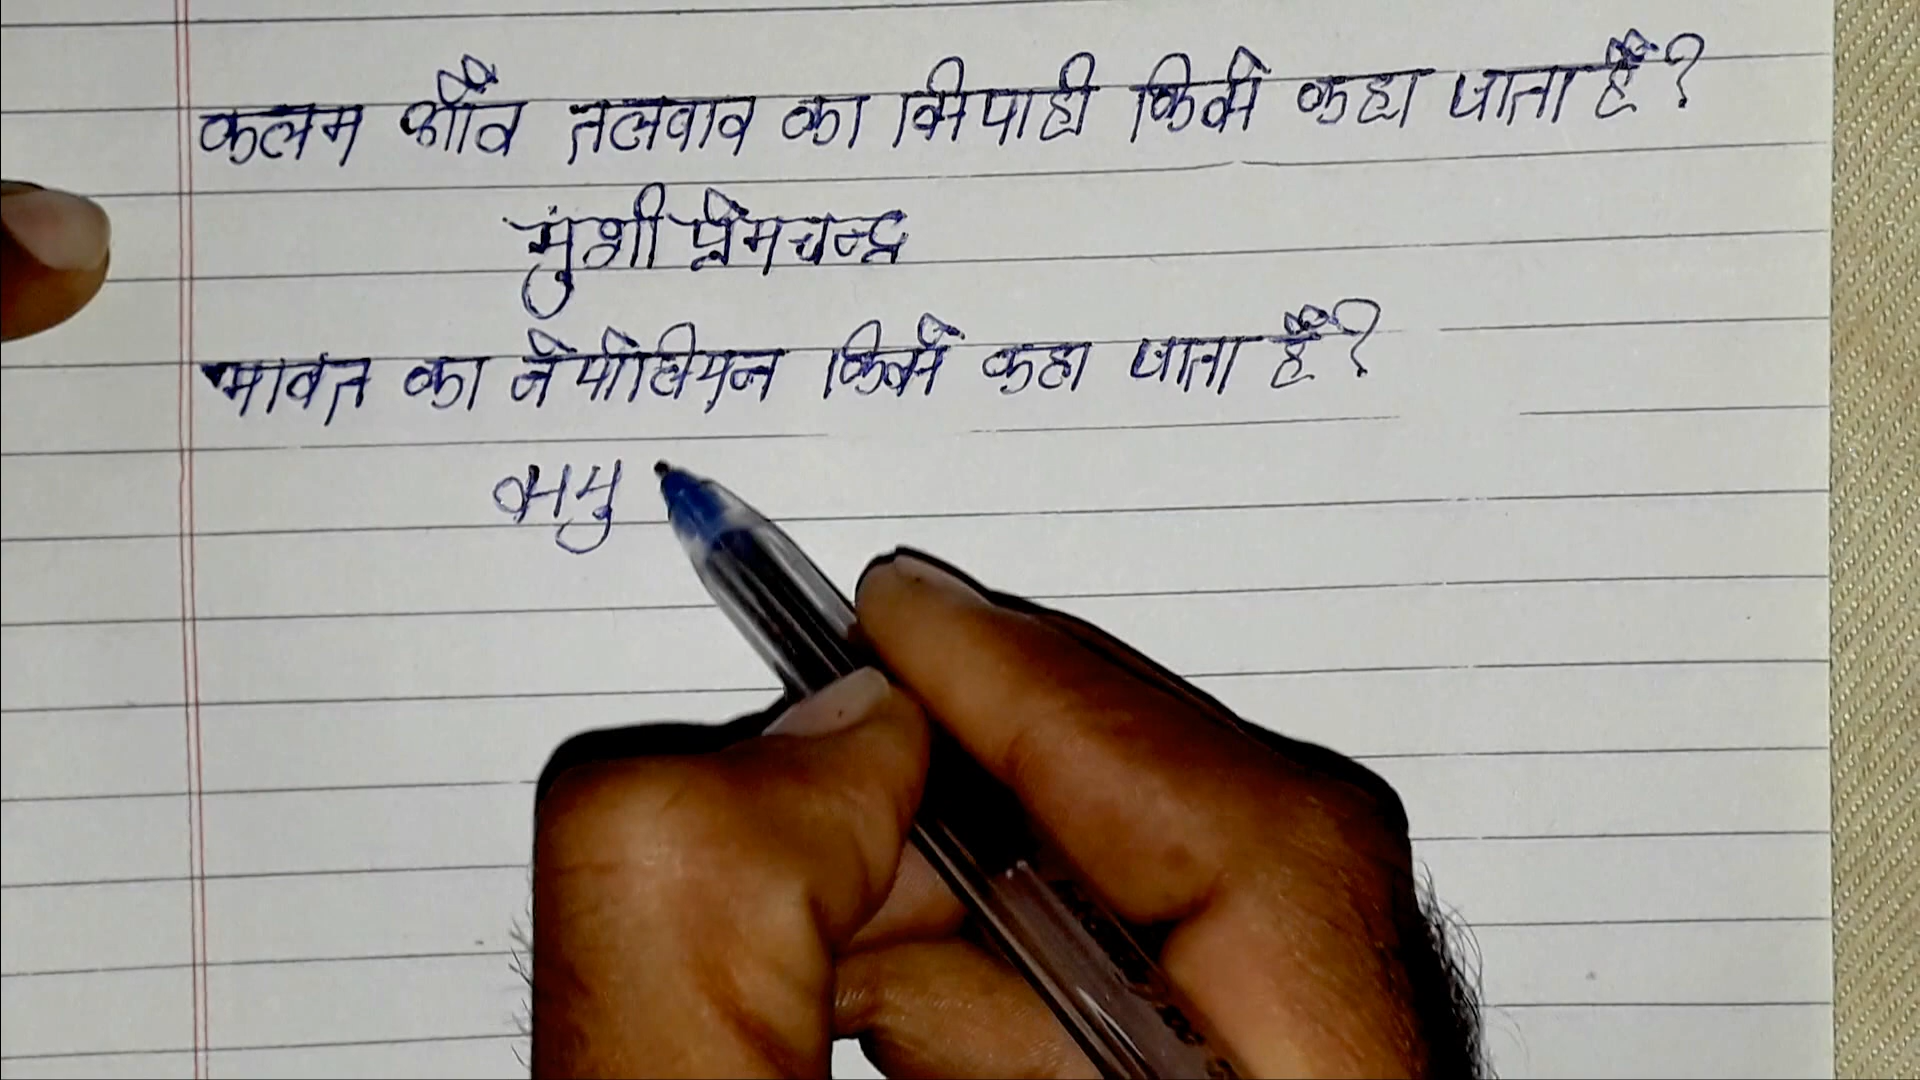 कलम और तलवार का सिपाही किसे कहा जाता है?
मुंशी प्रेमचन्द्र
भारत का नेपोलियन किसे कहा जाता है?
समु